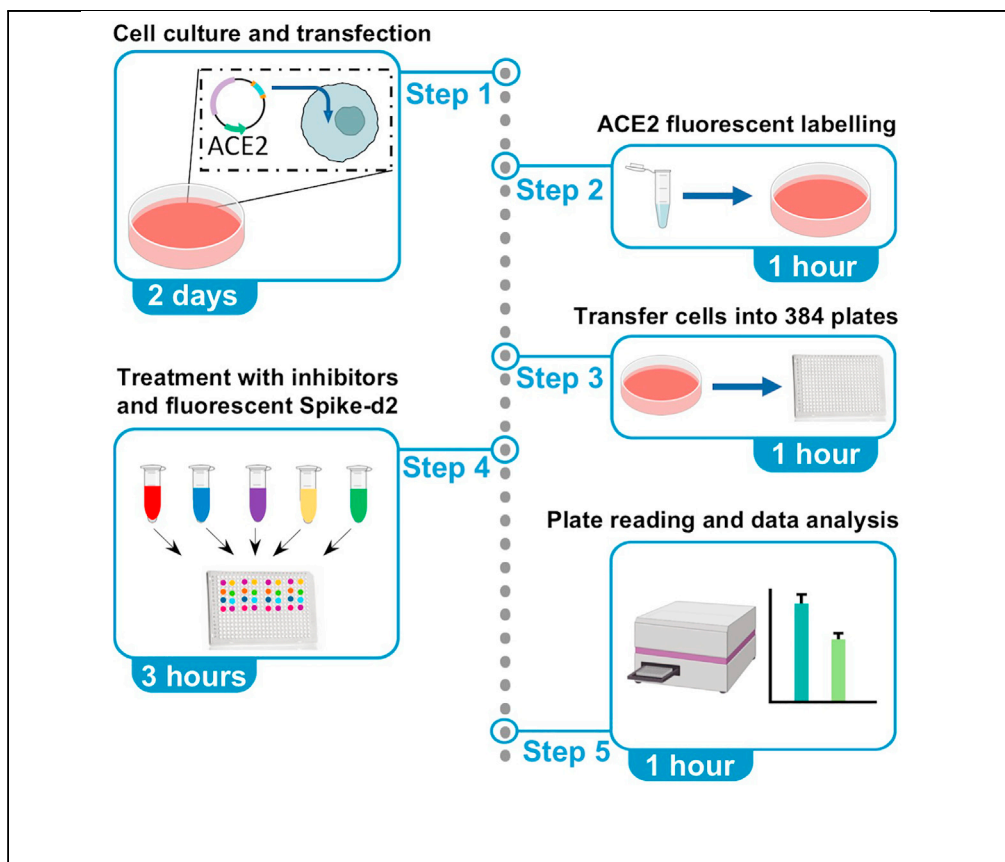 Cell culture and transfection
ACE2
2 days
Step 1
ACE2 fluorescent labelling
Step 2
1 hour
Transfer cells into 384 plates
Step 3
1 hour
Treatment with inhibitors
and fluorescent Spike-d2
Step 4
3 hours
Plate reading and data analysis
Step 5
1 hour